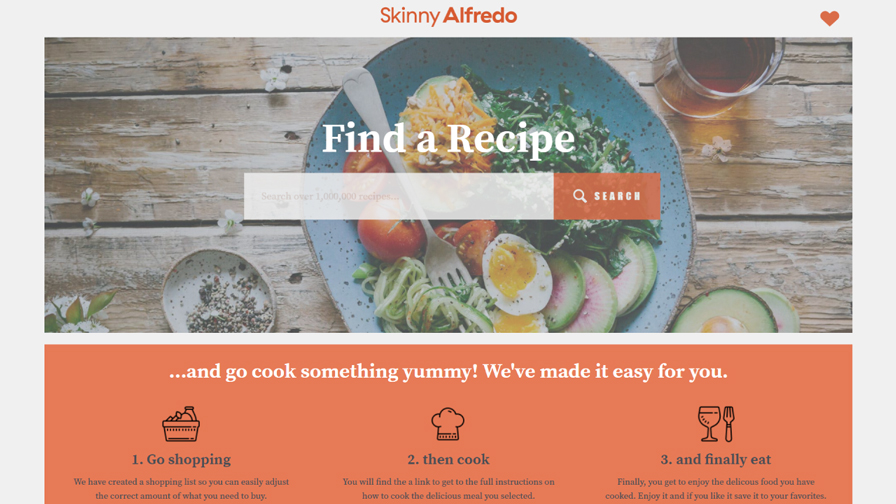 Skinny Alfredo
Find a Recipe
Search over 1,000,000 recipes...
SEARCH
...and go cook something yummy! We've made it easy for you.
1. Go shopping
We have created a shopping list so you can easily adjust
the correct amount of what you need to buy.
2. then cook
You will find the a link to get to the full instructions on
how to cook the delicious meal you selected.
3. and finally eat
Finally, you get to enjoy the delicous food you have
cooked. Enjoy it and if you like it save it to your favorites.